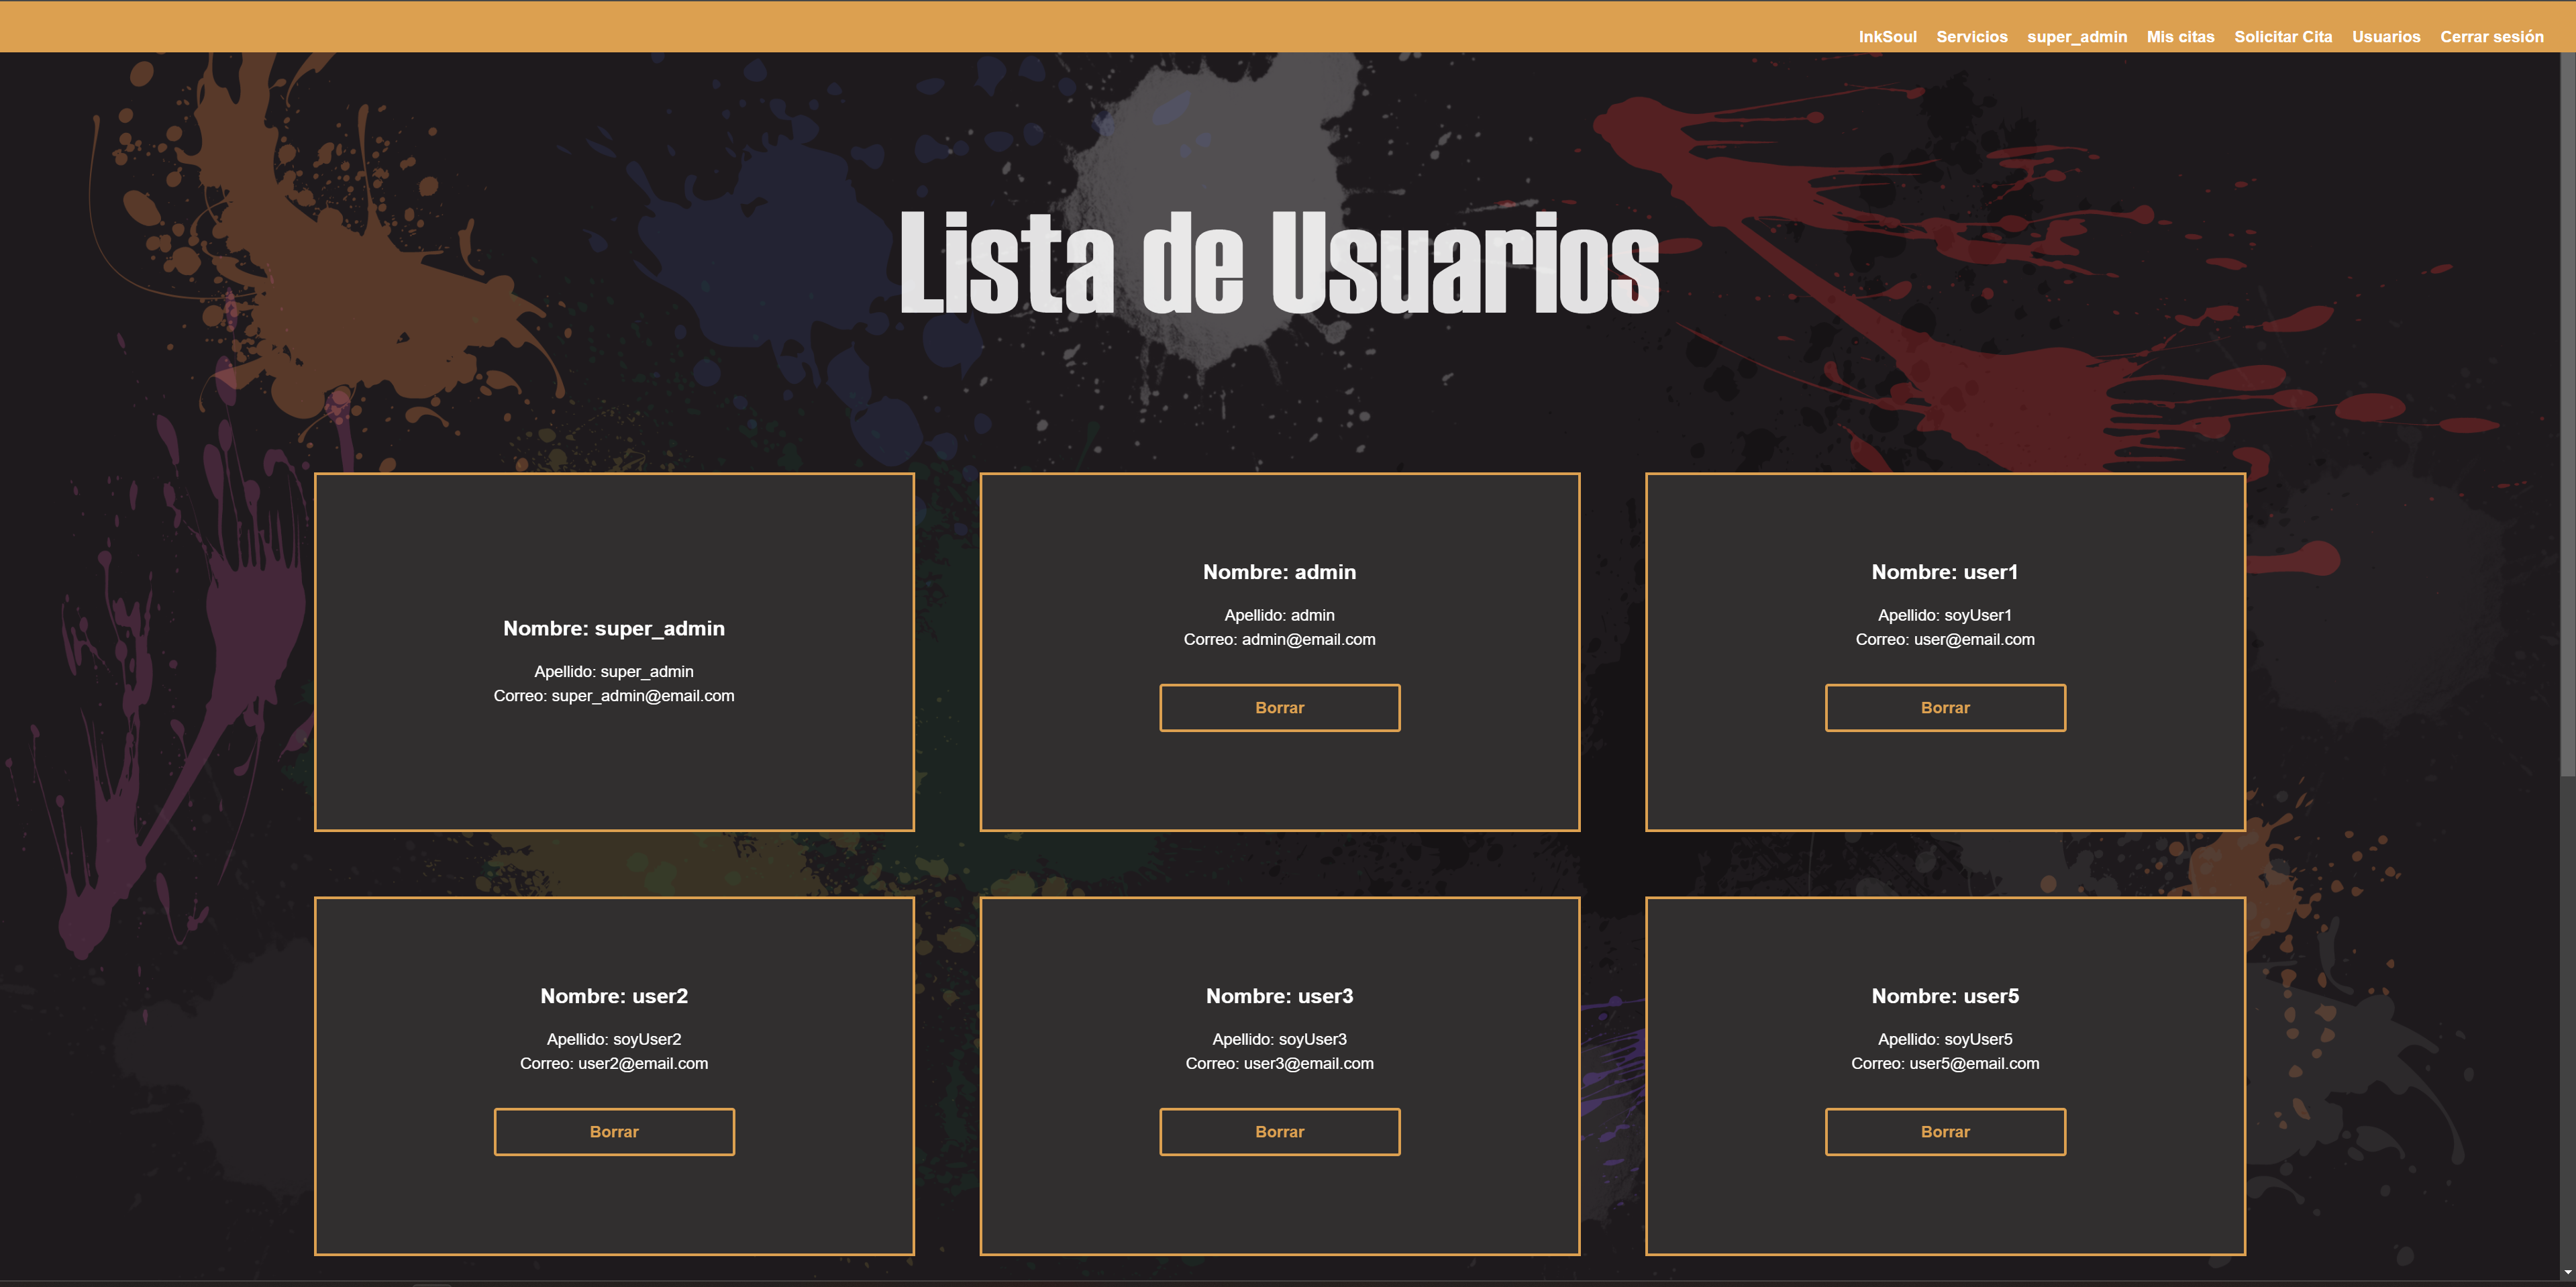 InkSoul Servicios super_admin Mis citas Solicitar Cita Usuarios Cerrar sesión
Lista de Usuarios
Nombre: super_admin
Apellido: super_admin
Correo: super_admin@email.com
Nombre: admin
Apellido: admin
Correo: admin@email.com
Borrar
Nombre: user1
Apellido: soyUser1
Correo: user@email.com
Borrar
Nombre: user2
Apellido: soyUser2
Correo: user2@email.com
Borrar
Nombre: user3
Apellido: soyUser3
Correo: user3@email.com
Borrar
Nombre: user5
Apellido: soyUser5
Correo: user5@email.com
Borrar